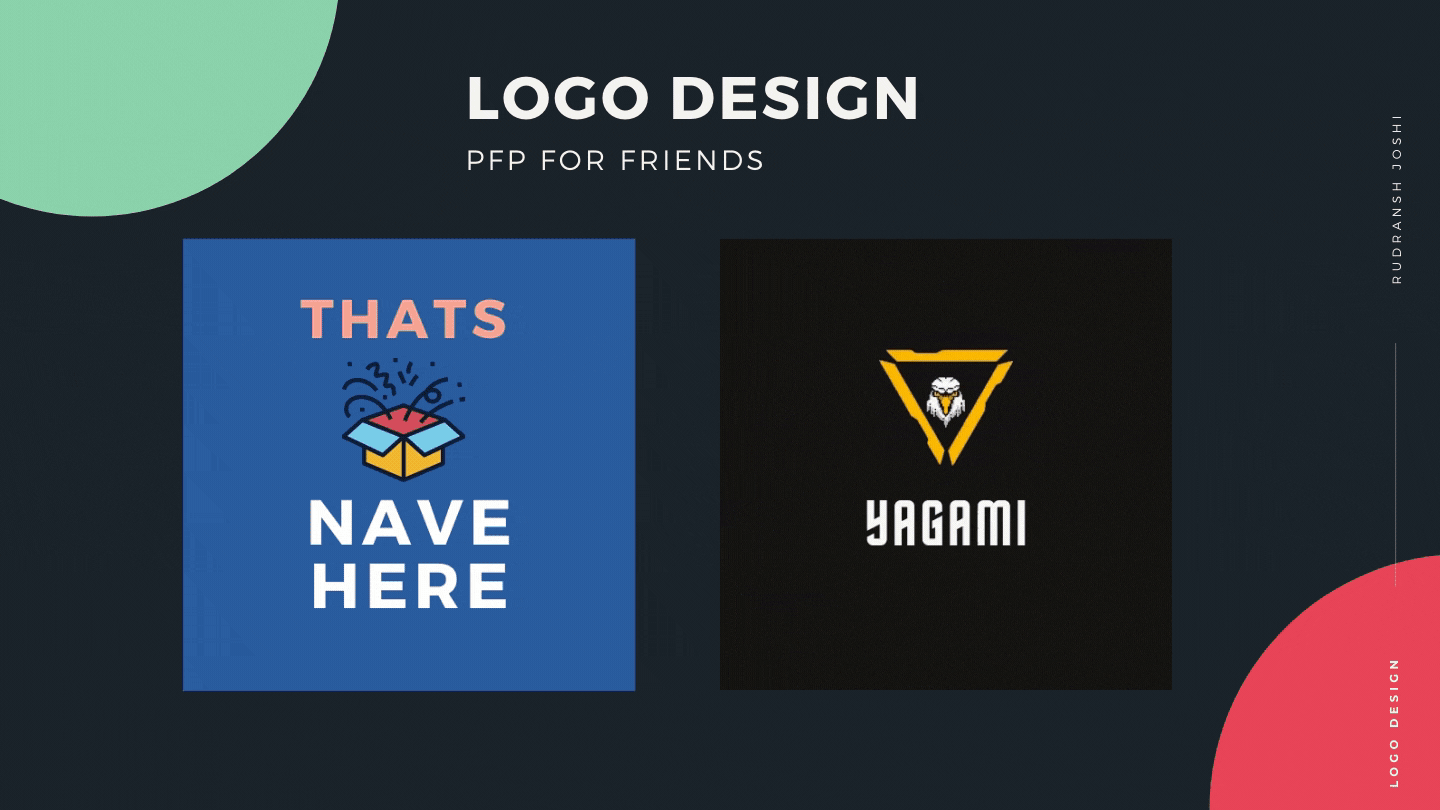 LOGO DESIGN
PFP FOR FRIENDS
THATS
NAVE
HERE
YAGAMI
RUDRANSH JOSHI
LOGO DESIGN